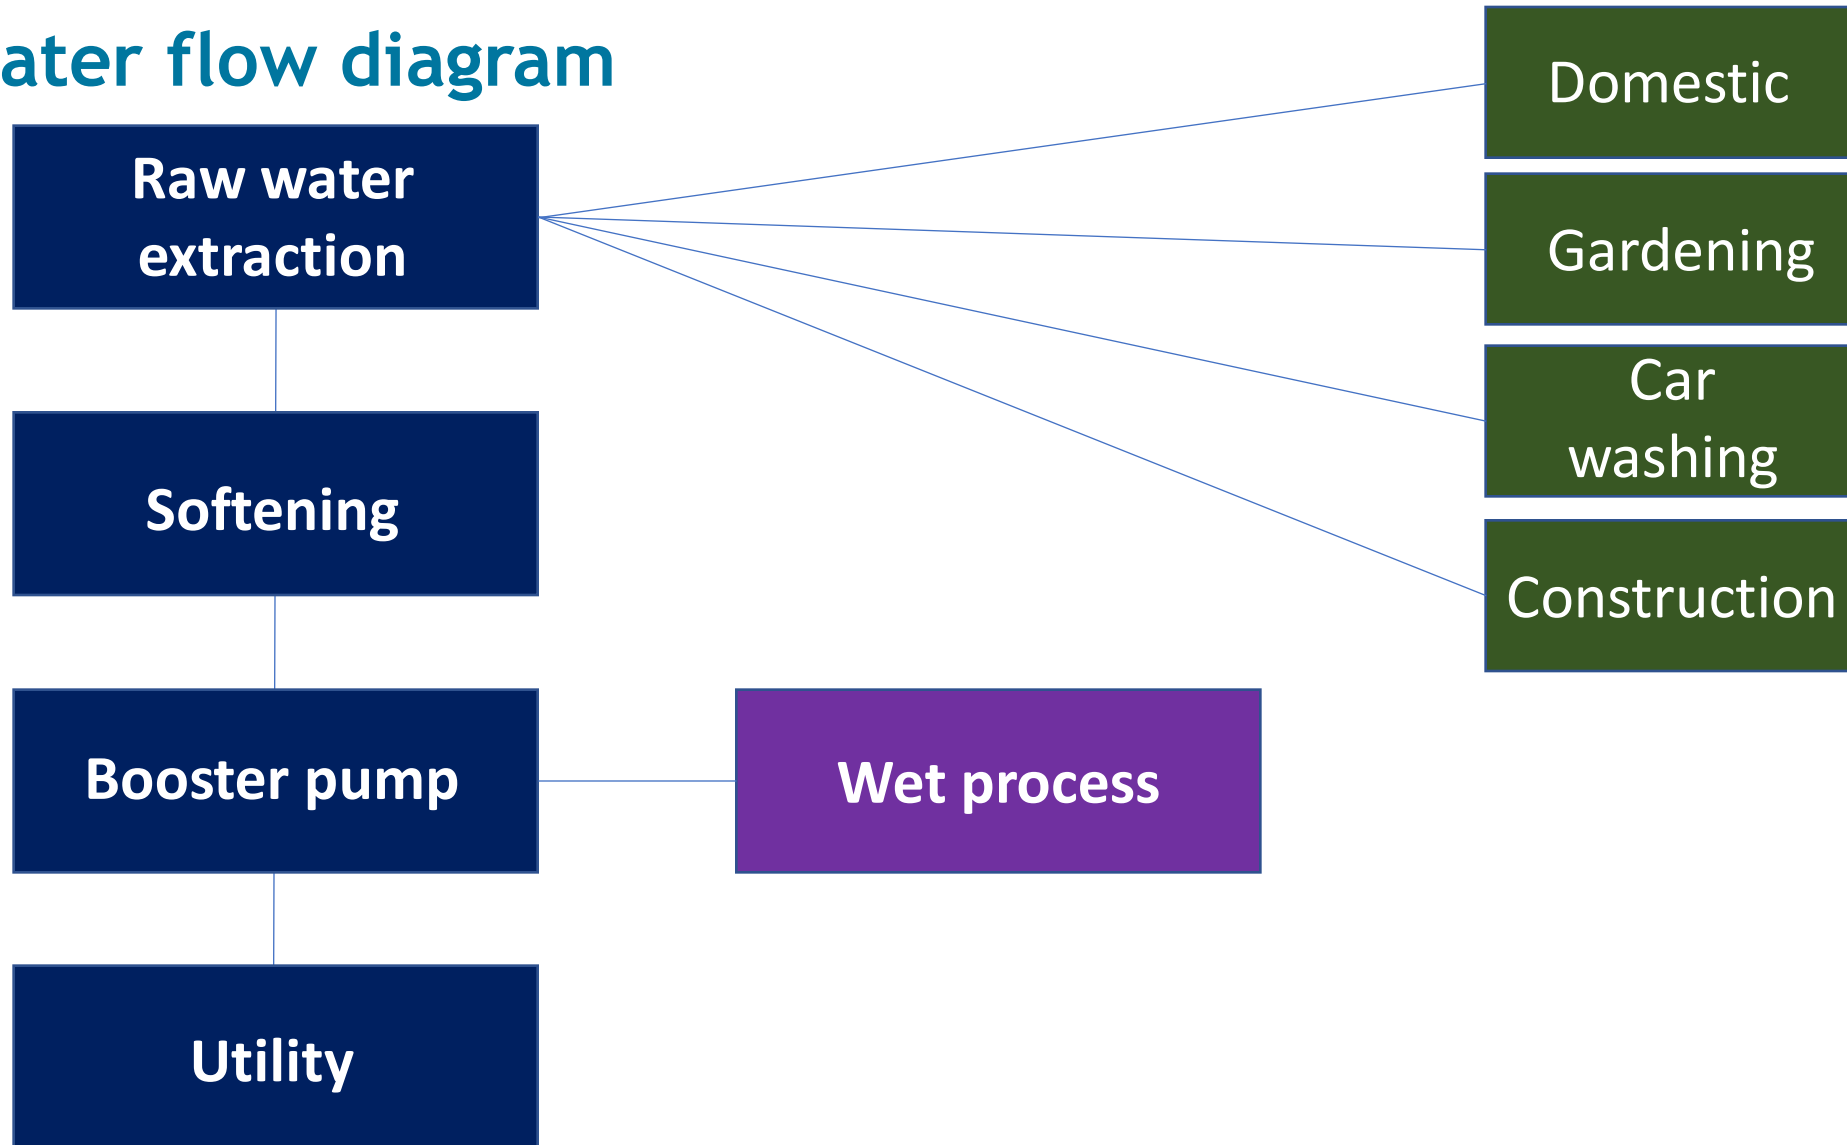 ater flow diagram
Raw water
extraction
Softening
Booster pump
Utility
Wet process
Domestic
Gardening
Car
washing
Construction